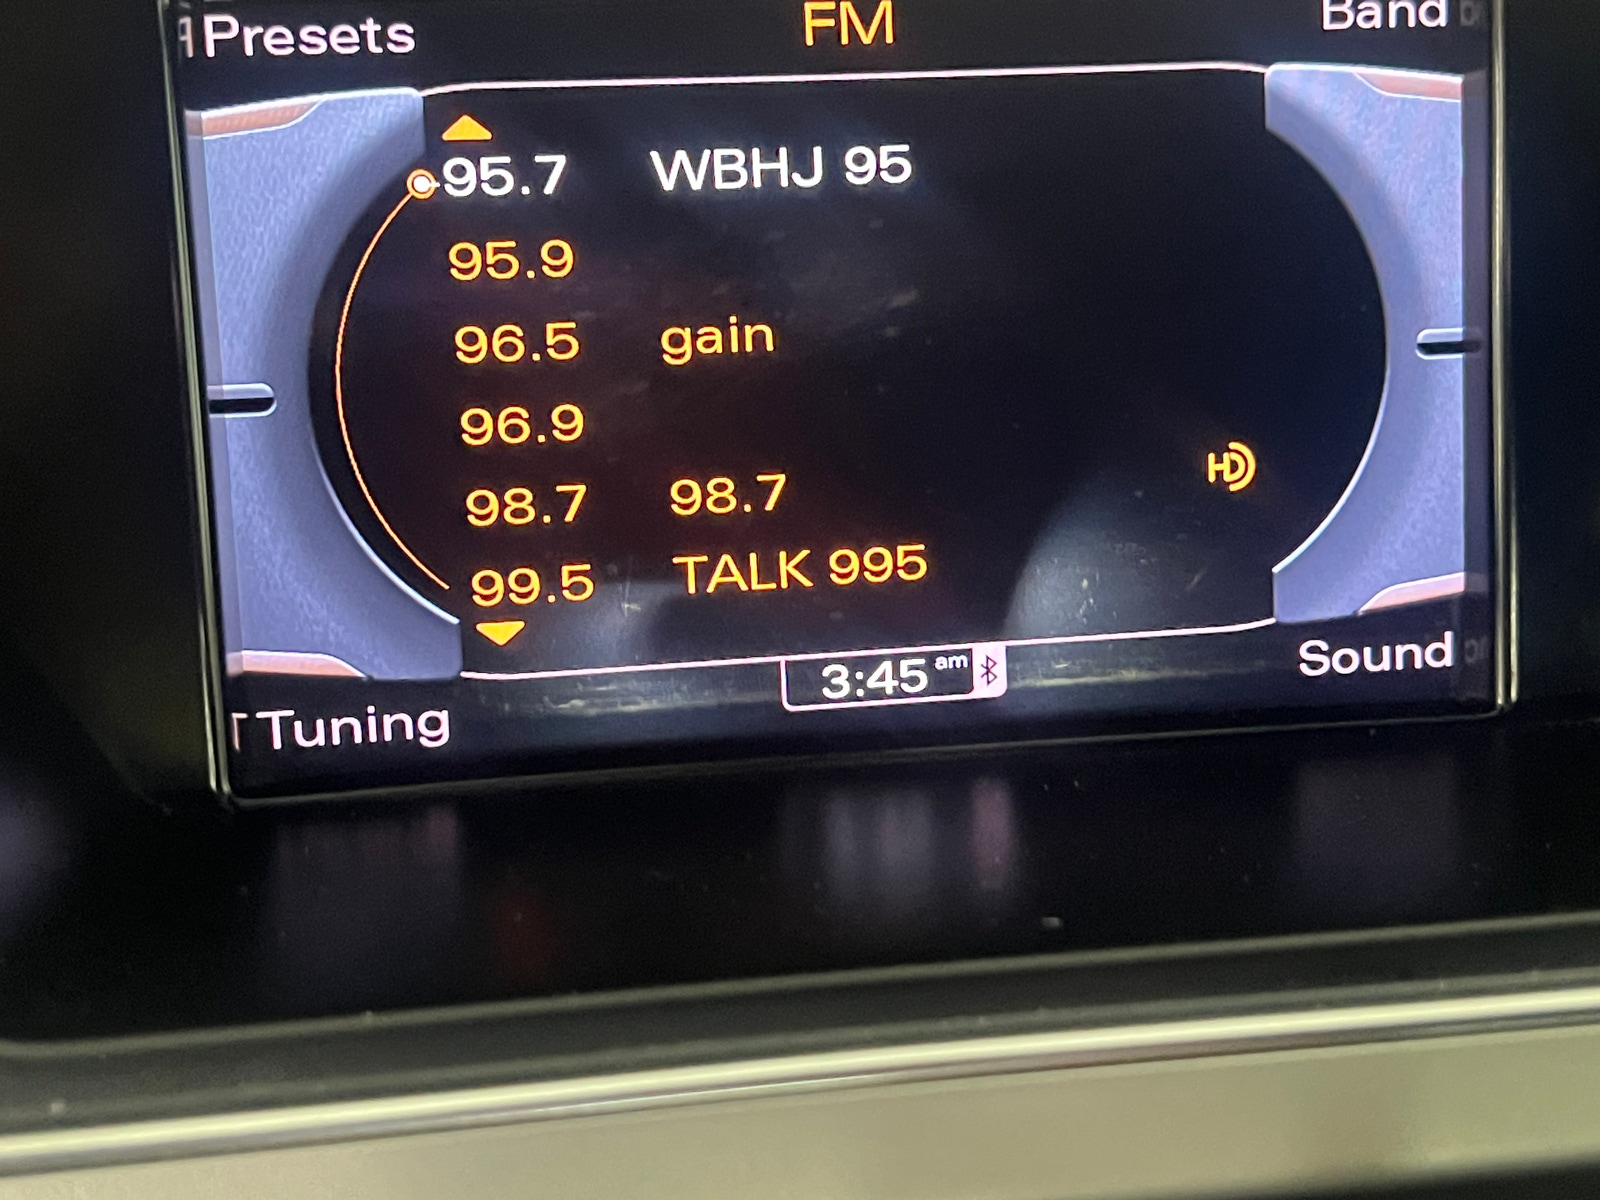 Presets FM Band
95.7 WBHJ 95
95.9
96.5 gain
96.9
98.7 98.7 HD
99.5 TALK 995
3:45 am
Tuning Sound